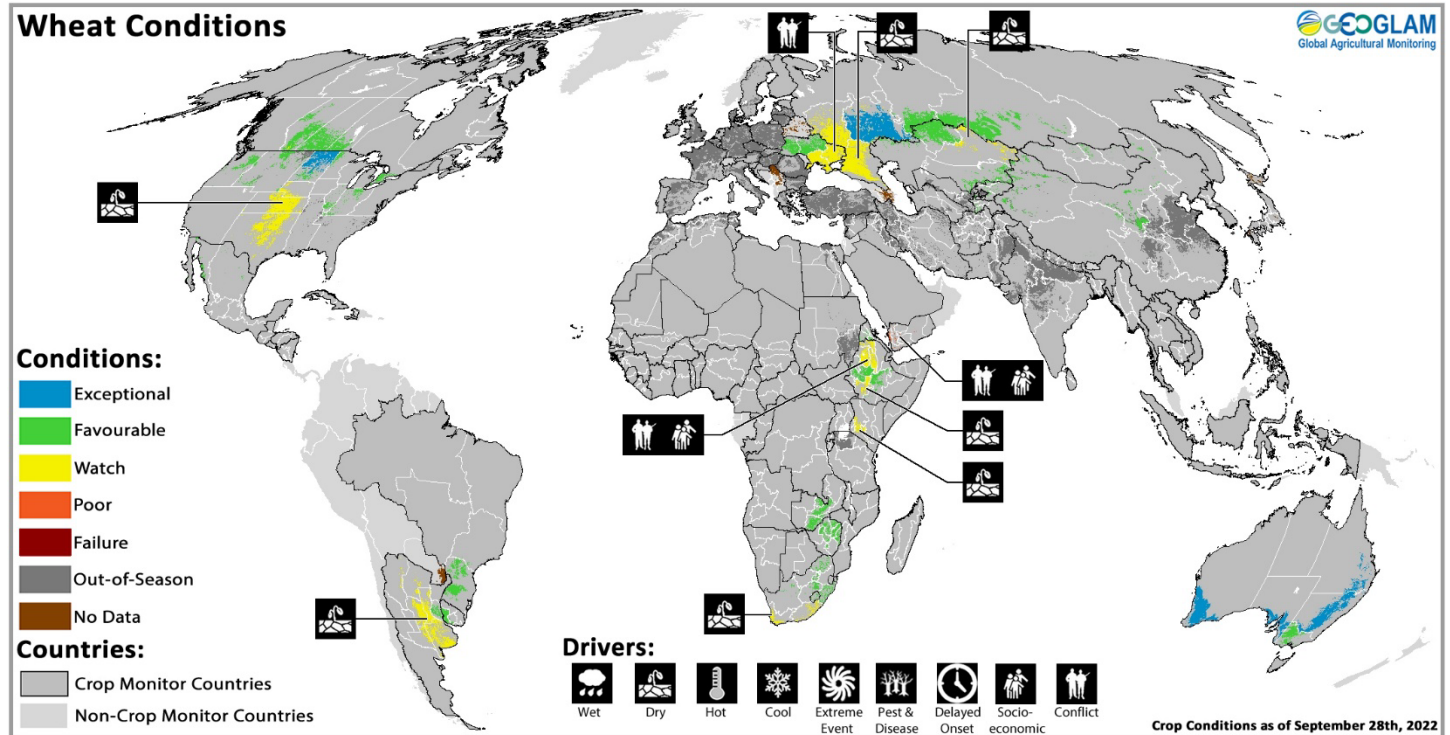 Wheat Conditions
GEOGLAM
Global Agricultural Monitoring
Conditions:
Exceptional
Favourable
Watch
Poor
Failure
Out-of-Season
No Data
Countries:
Crop Monitor Countries
Non-Crop Monitor Countries
Drivers:
Wet
Dry
Hot
Cool
Extreme
Event
Pest &
Disease
Delayed
Onset
Socio-
economic
Conflict
Crop Conditions as of September 28th, 2022